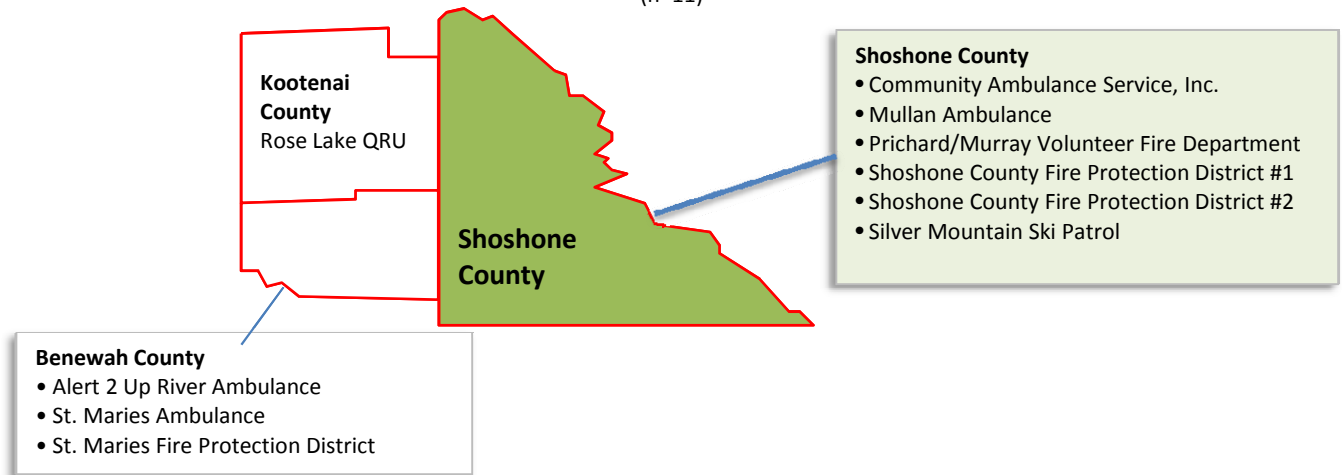 Kootenai
County
Rose Lake QRU
Shoshone
County
Shoshone County
• Community Ambulance Service, Inc.
• Mullan Ambulance
• Prichard/Murray Volunteer Fire Department
• Shoshone County Fire Protection District #1
• Shoshone County Fire Protection District #2
• Silver Mountain Ski Patrol
Benewah County
• Alert 2 Up River Ambulance
• St. Maries Ambulance
• St. Maries Fire Protection District